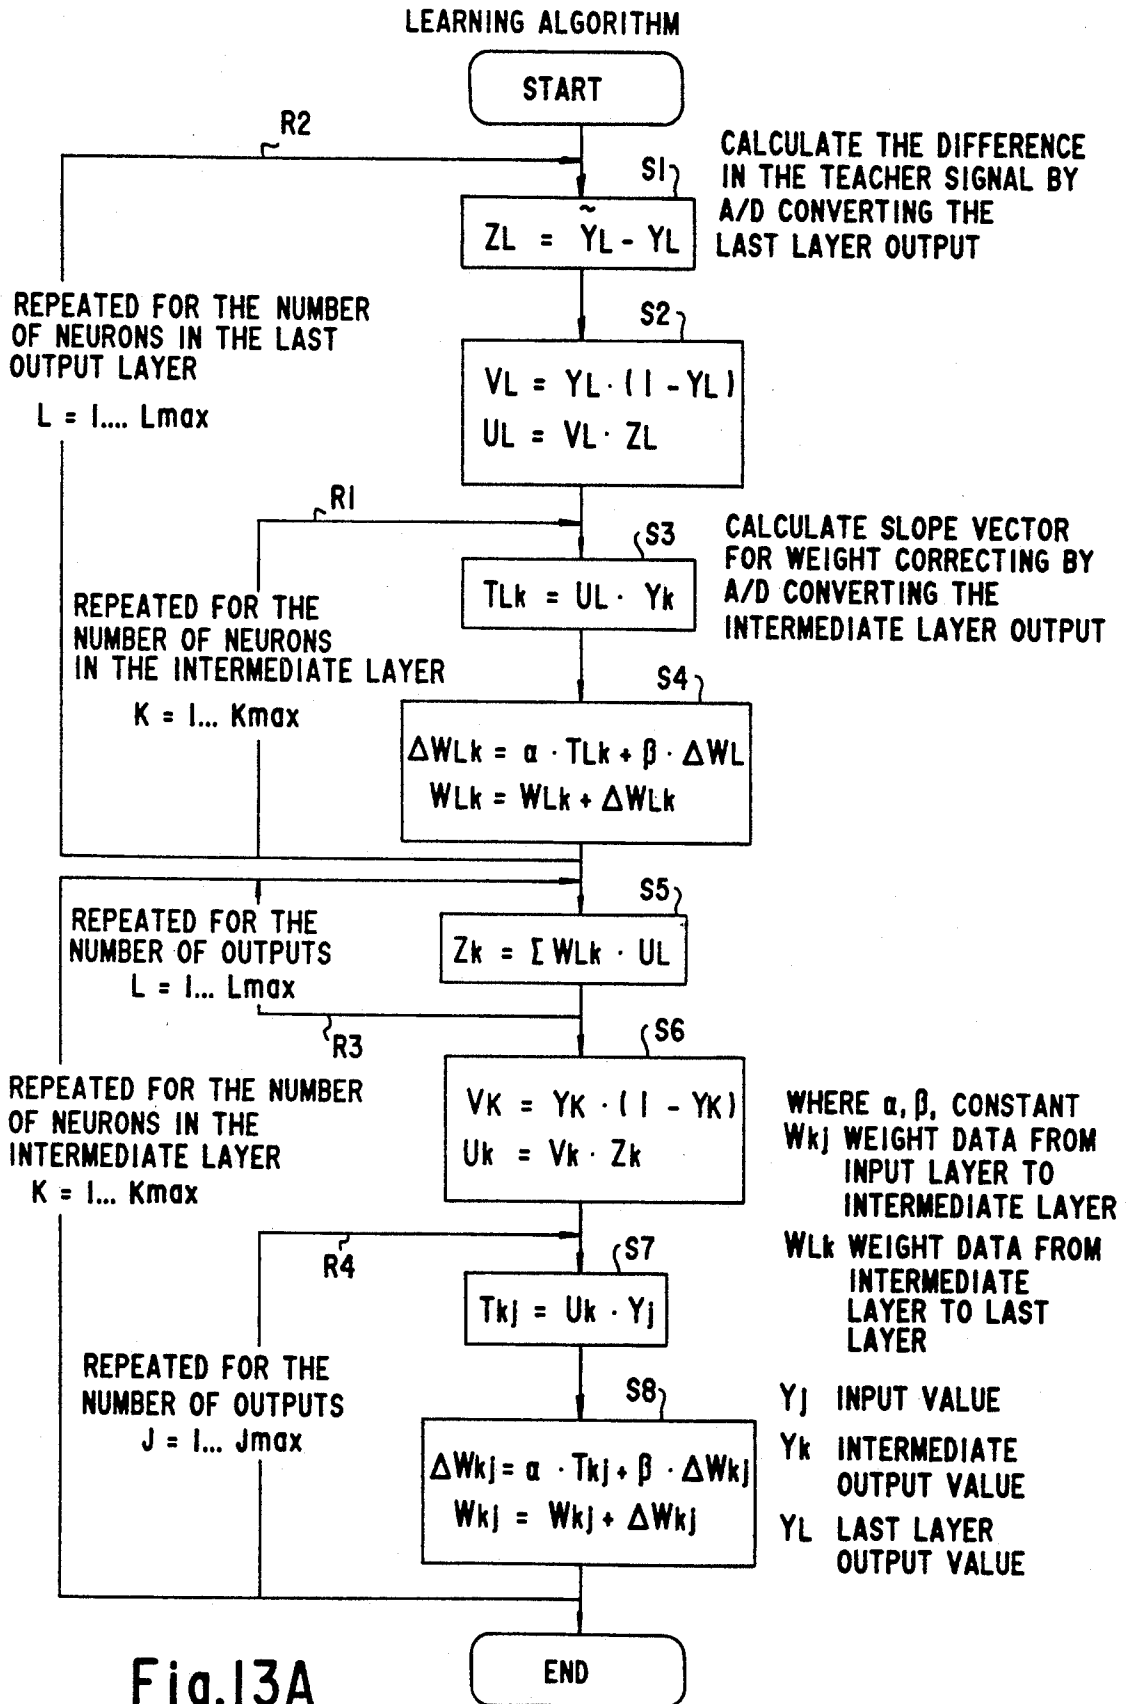 LEARNING ALGORITHM
START
R2
CALCULATE THE DIFFERENCE
IN THE TEACHER SIGNAL BY
A/D CONVERTING THE
LAST LAYER OUTPUT
S1
ZL = ỸL - YL
REPEATED FOR THE NUMBER
OF NEURONS IN THE LAST
OUTPUT LAYER
L = 1.... Lmax
S2
VL = YL · (1 - YL)
UL = VL · ZL
R1
S3
TLk = UL · Yk
CALCULATE SLOPE VECTOR
FOR WEIGHT CORRECTING BY
A/D CONVERTING THE
INTERMEDIATE LAYER OUTPUT
REPEATED FOR THE
NUMBER OF NEURONS
IN THE INTERMEDIATE LAYER
K = 1... Kmax
S4
ΔWLk = α · TLk + β · ΔWL
WLk = WLk + ΔWLk
S5
Zk = Σ WLk · UL
REPEATED FOR THE
NUMBER OF OUTPUTS
L = 1... Lmax
R3
S6
VK = YK · (1 - YK)
Uk = Vk · Zk
REPEATED FOR THE NUMBER
OF NEURONS IN THE
INTERMEDIATE LAYER
K = 1... Kmax
WHERE α, β, CONSTANT
Wkj WEIGHT DATA FROM
INPUT LAYER TO
INTERMEDIATE LAYER
WLk WEIGHT DATA FROM
INTERMEDIATE
LAYER TO LAST
LAYER
R4
S7
Tkj = Uk · Yj
REPEATED FOR THE
NUMBER OF OUTPUTS
J = 1... Jmax
S8
ΔWkj = α · Tkj + β · ΔWkj
Wkj = Wkj + ΔWkj
Yj INPUT VALUE
Yk INTERMEDIATE
OUTPUT VALUE
YL LAST LAYER
OUTPUT VALUE
END
Fig.13A